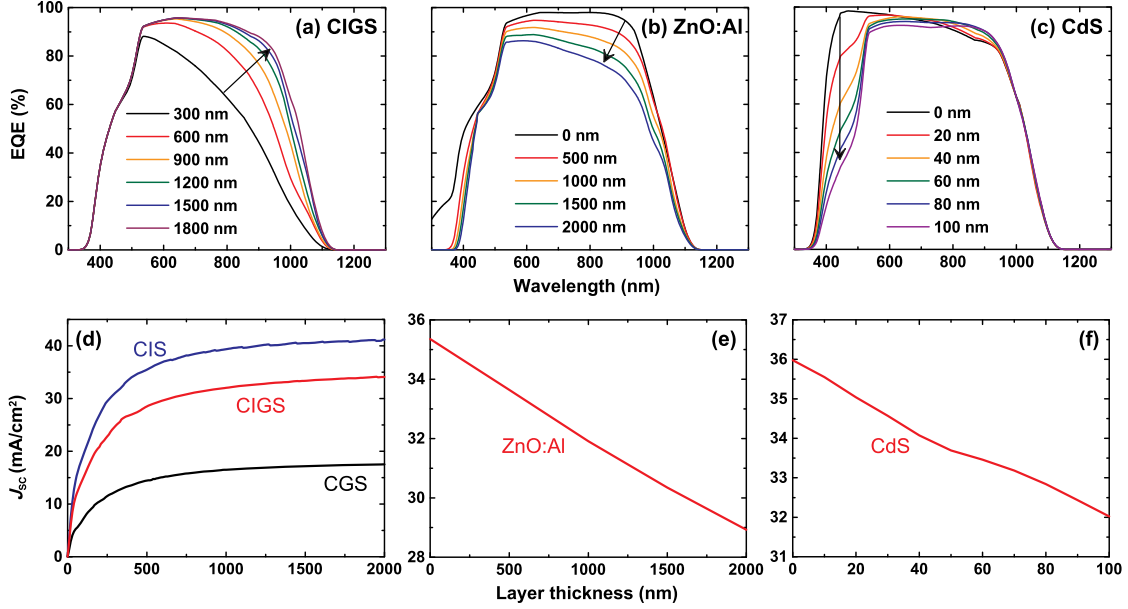 EQE (%)
100
80
60
40
20
0
(a) CIGS
300 nm
600 nm
900 nm
1200 nm
1500 nm
1800 nm
400 600 800 1000 1200
(b) ZnO:Al
0 nm
500 nm
1000 nm
1500 nm
2000 nm
400 600 800 1000 1200
(c) CdS
0 nm
20 nm
40 nm
60 nm
80 nm
100 nm
400 600 800 1000 1200
Wavelength (nm)
Jsc (mA/cm²)
40
30
20
10
0
(d)
CIS
CIGS
CGS
0 500 1000 1500 2000
36
34
32
30
28
(e)
ZnO:Al
0 500 1000 1500 2000
37
36
35
34
33
32
31
(f)
CdS
0 20 40 60 80 100
Layer thickness (nm)